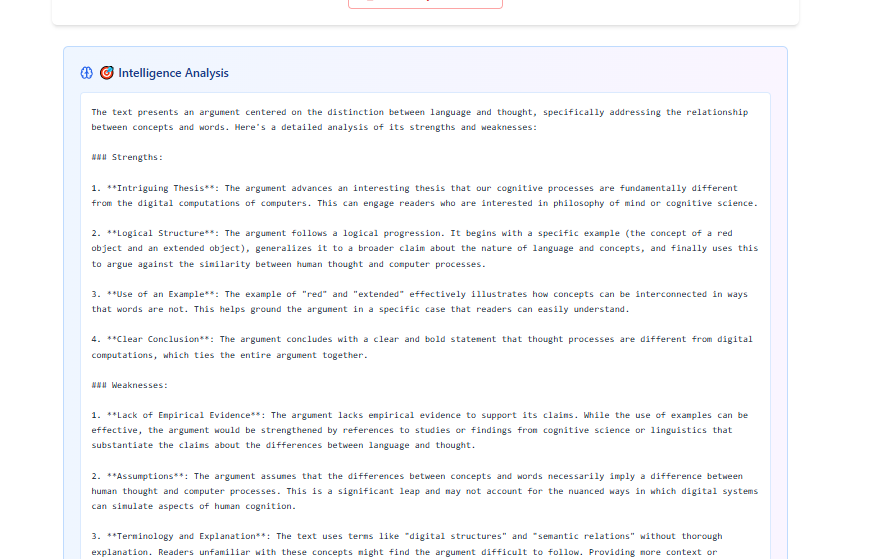 Intelligence Analysis
The text presents an argument centered on the distinction between language and thought, specifically addressing the relationship
between concepts and words. Here's a detailed analysis of its strengths and weaknesses:
### Strengths:
1. **Intriguing Thesis**: The argument advances an interesting thesis that our cognitive processes are fundamentally different
from the digital computations of computers. This can engage readers who are interested in philosophy of mind or cognitive science.
2. **Logical Structure**: The argument follows a logical progression. It begins with a specific example (the concept of a red
object and an extended object), generalizes it to a broader claim about the nature of language and concepts, and finally uses this
to argue against the similarity between human thought and computer processes.
3. **Use of an Example**: The example of "red" and "extended" effectively illustrates how concepts can be interconnected in ways
that words are not. This helps ground the argument in a specific case that readers can easily understand.
4. **Clear Conclusion**: The argument concludes with a clear and bold statement that thought processes are different from digital
computations, which ties the entire argument together.
### Weaknesses:
1. **Lack of Empirical Evidence**: The argument lacks empirical evidence to support its claims. While the use of examples can be
effective, the argument would be strengthened by references to studies or findings from cognitive science or linguistics that
substantiate the claims about the differences between language and thought.
2. **Assumptions**: The argument assumes that the differences between concepts and words necessarily imply a difference between
human thought and computer processes. This is a significant leap and may not account for the nuanced ways in which digital systems
can simulate aspects of human cognition.
3. **Terminology and Explanation**: The text uses terms like "digital structures" and "semantic relations" without thorough
explanation. Readers unfamiliar with these concepts might find the argument difficult to follow. Providing more context or